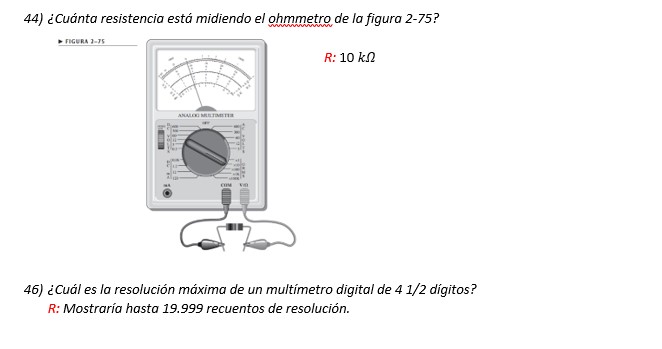 44) ¿Cuánta resistencia está midiendo el ohmmetro de la figura 2-75?
► FIGURA 2-75
R: 10 kΩ
ANALOG MULTIMETER
OFF
mA
COM
V/Ω
46) ¿Cuál es la resolución máxima de un multímetro digital de 4 1/2 dígitos?
R: Mostraría hasta 19.999 recuentos de resolución.